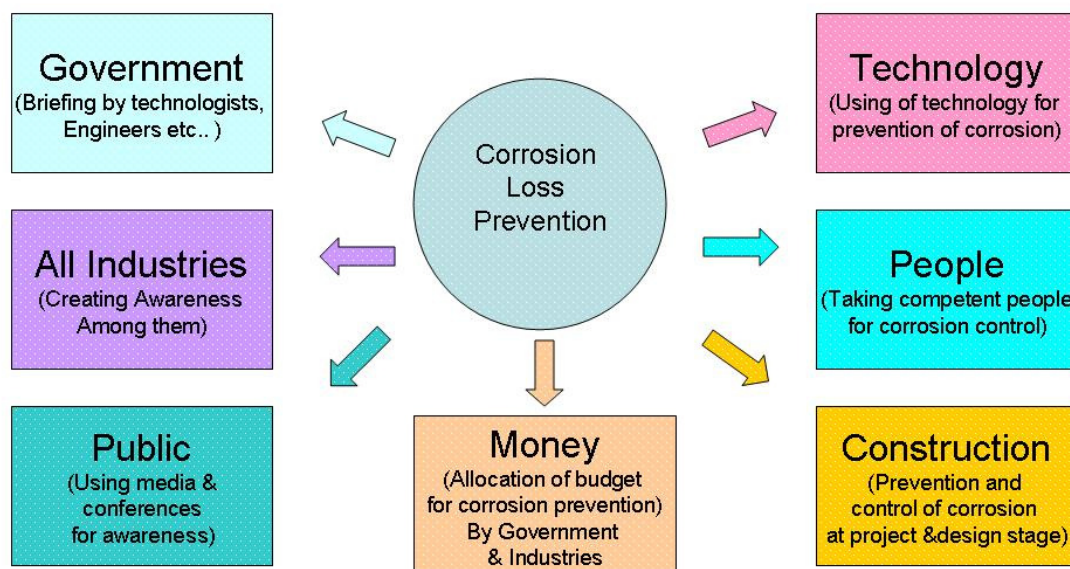 Government
(Briefing by technologists,
Engineers etc.. )
All Industries
(Creating Awareness
Among them)
Public
(Using media &
conferences
for awareness)
Corrosion
Loss
Prevention
Money
(Allocation of budget
for corrosion prevention)
By Government
& Industries
Technology
(Using of technology for
prevention of corrosion)
People
(Taking competent people
for corrosion control)
Construction
(Prevention and
control of corrosion
at project &design stage)